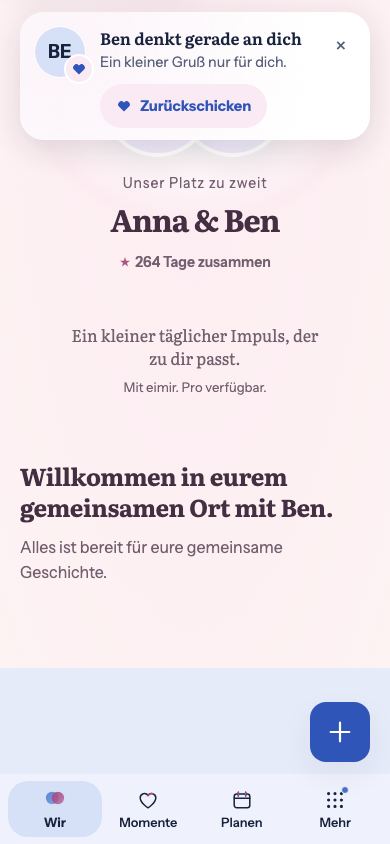 BE
Ben denkt gerade an dich
Ein kleiner Gruß nur für dich.
Zurückschicken
Unser Platz zu zweit
Anna & Ben
264 Tage zusammen
Ein kleiner täglicher Impuls, der
zu dir passt.
Mit eimir. Pro verfügbar.
Willkommen in eurem
gemeinsamen Ort mit Ben.
Alles ist bereit für eure gemeinsame
Geschichte.
Wir
Momente
Planen
Mehr